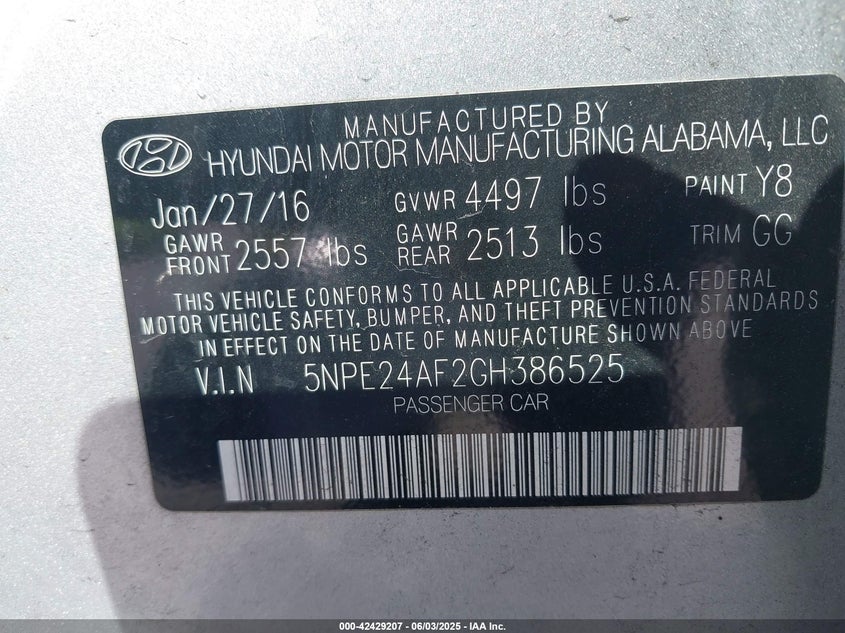 MANUFACTURED BY
HYUNDAI MOTOR MANUFACTURING ALABAMA, LLC
Jan/27/16 GVWR 4497 lbs PAINT Y8
GAWR FRONT 2557 lbs GAWR REAR 2513 lbs TRIM GG
THIS VEHICLE CONFORMS TO ALL APPLICABLE U.S.A. FEDERAL
MOTOR VEHICLE SAFETY, BUMPER, AND THEFT PREVENTION STANDARDS
IN EFFECT ON THE DATE OF MANUFACTURE SHOWN ABOVE
V.I.N 5NPE24AF2GH386525
PASSENGER CAR
000-42429207 - 06/03/2025 - IAA Inc.